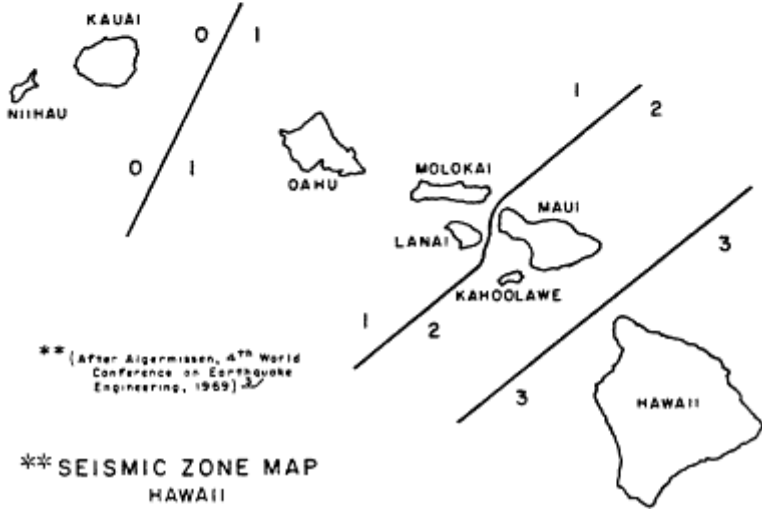 KAUAI
0 1
NIIHAU
0 1
OAHU
1
2
MOLOKAI
MAUI
LANAI
3
KAHOOLAWE
1
2
3
HAWAII
** (After Algermissen, 4TH World
Conference on Earthquake
Engineering, 1969) 3/
** SEISMIC ZONE MAP
HAWAII